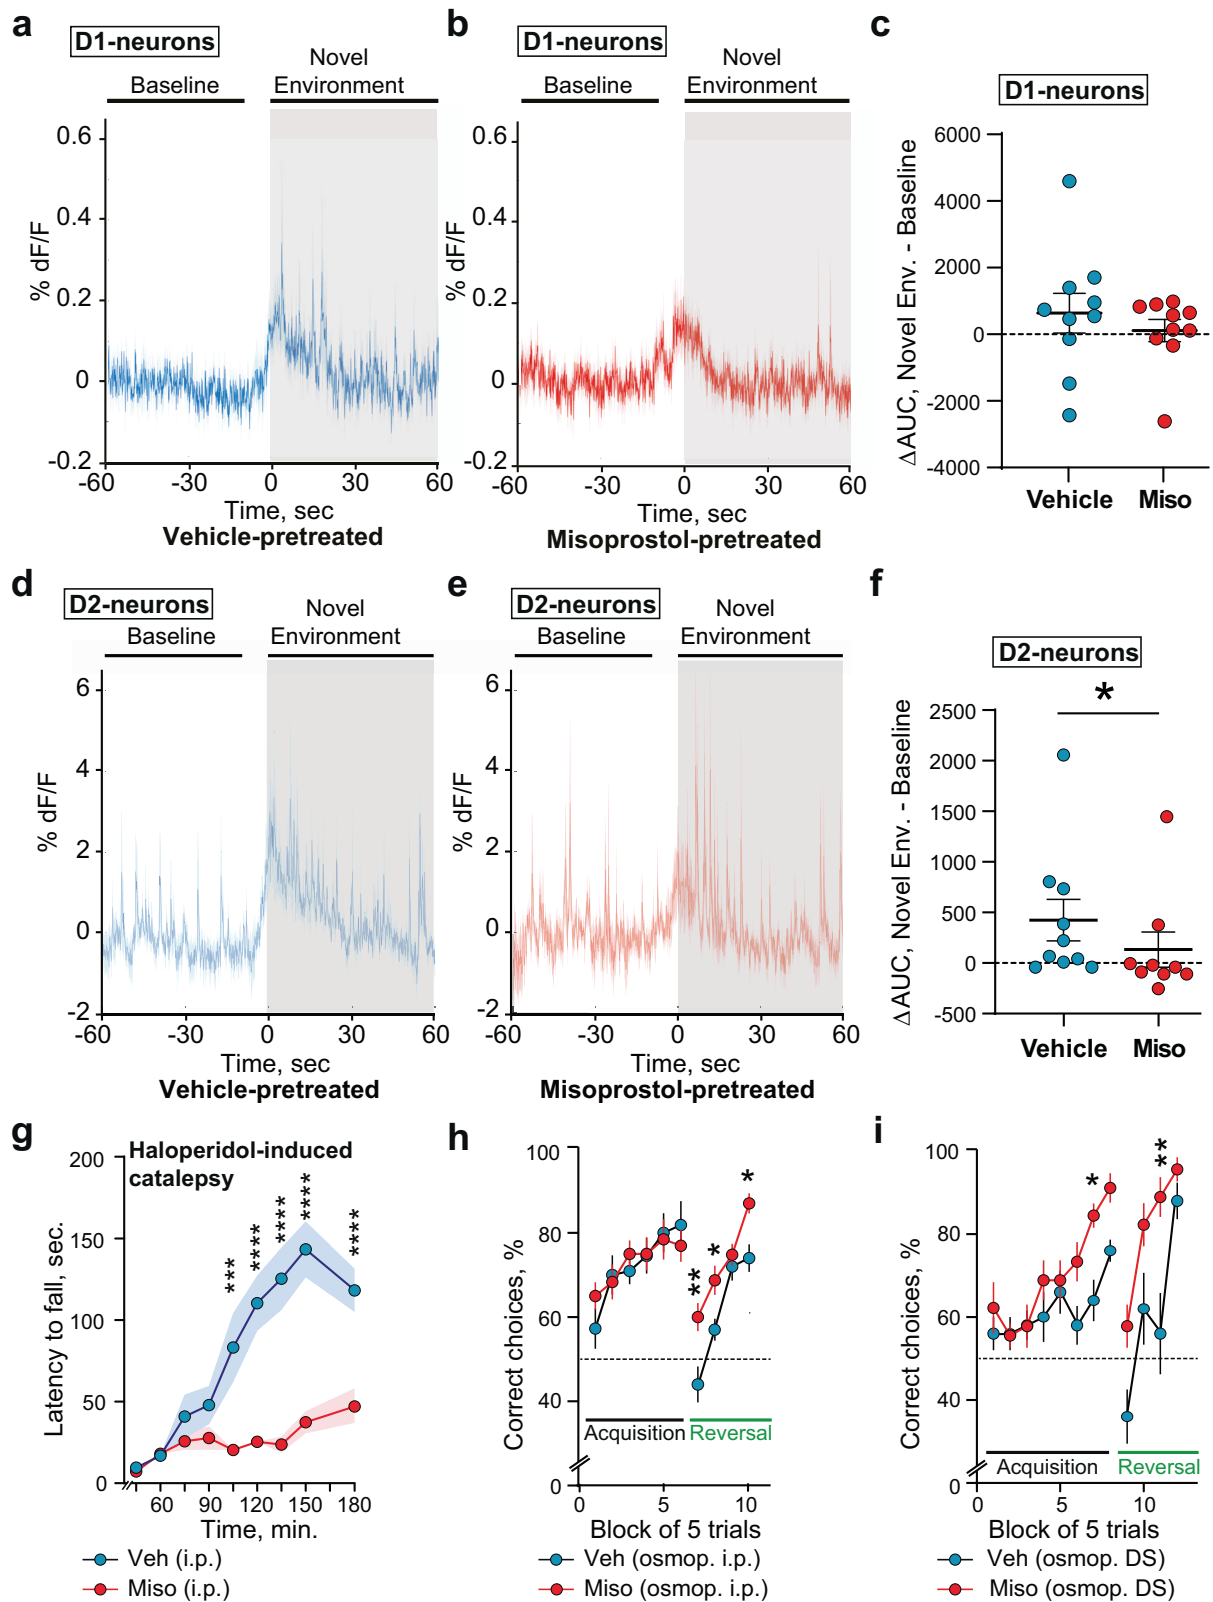 a
D1-neurons
Baseline
Novel
Environment
% dF/F
0.6
0.4
0.2
0
-0.2
-60
-30
0
30
60
Time, sec
Vehicle-pretreated
b
D1-neurons
Baseline
Novel
Environment
% dF/F
0.6
0.4
0.2
0
-0.2
-60
-30
0
30
60
Time, sec
Misoprostol-pretreated
c
D1-neurons
ΔAUC, Novel Env. - Baseline
6000
4000
2000
0
-2000
-4000
Vehicle
Miso
d
D2-neurons
Baseline
Novel
Environment
% dF/F
6
4
2
0
-2
-60
-30
0
30
60
Time, sec
Vehicle-pretreated
e
D2-neurons
Baseline
Novel
Environment
% dF/F
6
4
2
0
-2
-60
-30
0
30
60
Time, sec
Misoprostol-pretreated
f
D2-neurons
*
ΔAUC, Novel Env. - Baseline
2500
2000
1500
1000
500
0
-500
Vehicle
Miso
g
Haloperidol-induced
catalepsy
Latency to fall, sec.
200
150
100
50
0
***
****
****
****
****
60
90
120
150
180
Time, min.
Veh (i.p.)
Miso (i.p.)
h
Correct choices, %
100
80
60
40
0
**
*
*
Acquisition
Reversal
0
5
10
Block of 5 trials
Veh (osmop. i.p.)
Miso (osmop. i.p.)
i
Correct choices, %
100
80
60
40
0
*
**
Acquisition
Reversal
0
5
10
Block of 5 trials
Veh (osmop. DS)
Miso (osmop. DS)